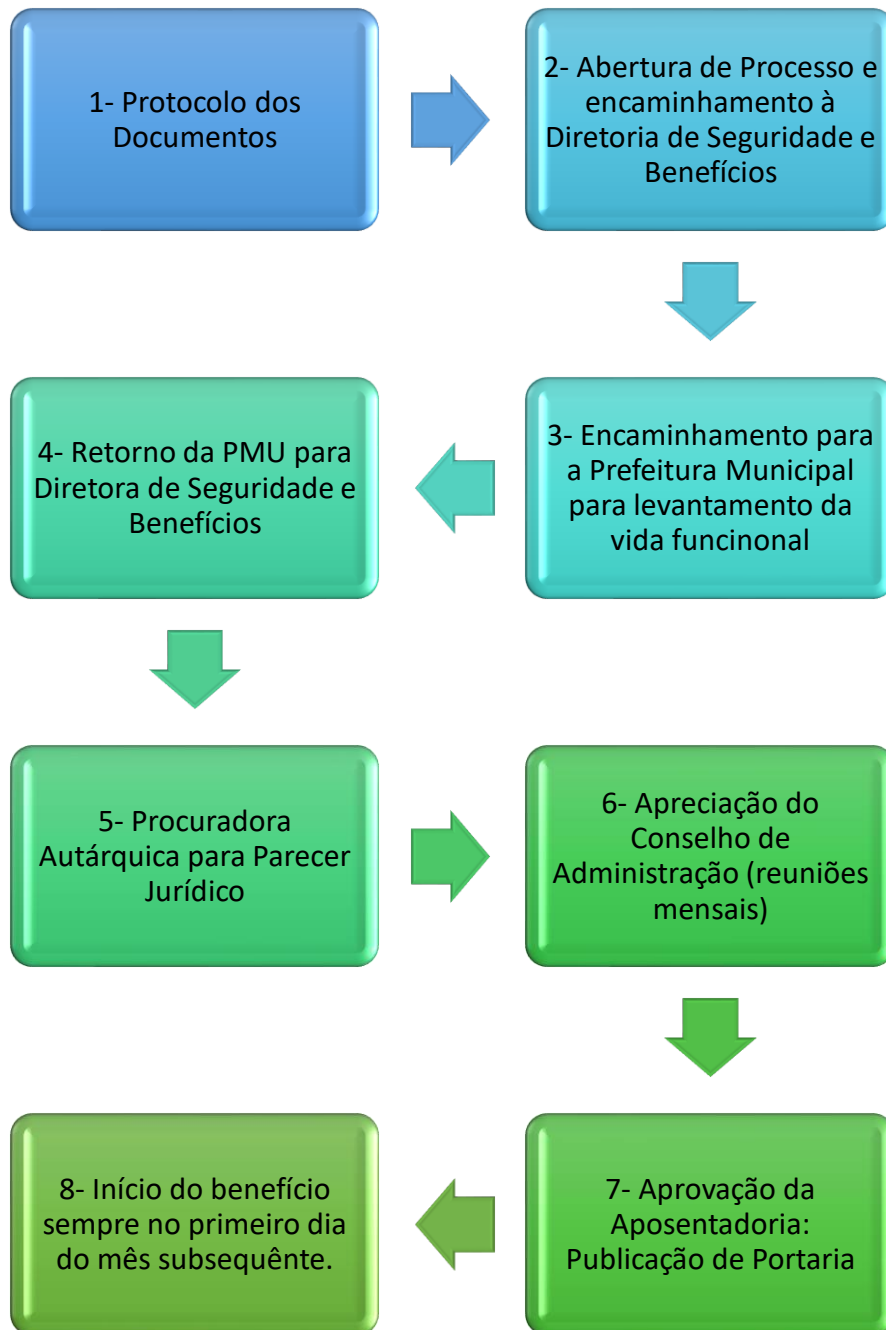 1- Protocolo dos
Documentos
2- Abertura de Processo e
encaminhamento à
Diretoria de Seguridade e
Benefícios
3- Encaminhamento para
a Prefeitura Municipal
para levantamento da
vida funcinonal
4- Retorno da PMU para
Diretora de Seguridade e
Benefícios
5- Procuradora
Autárquica para Parecer
Jurídico
6- Apreciação do
Conselho de
Administração (reuniões
mensais)
7- Aprovação da
Aposentadoria:
Publicação de Portaria
8- Início do benefício
sempre no primeiro dia
do mês subsequênte.